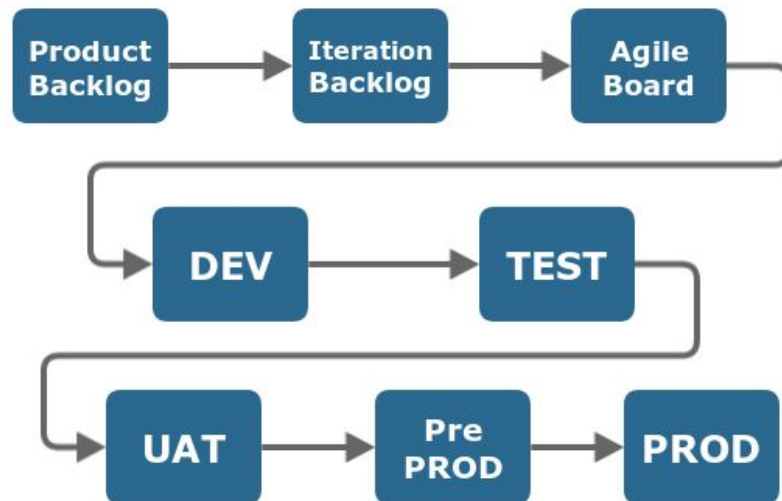 Product
Backlog
Iteration
Backlog
Agile
Board
DEV
TEST
UAT
Pre
PROD
PROD